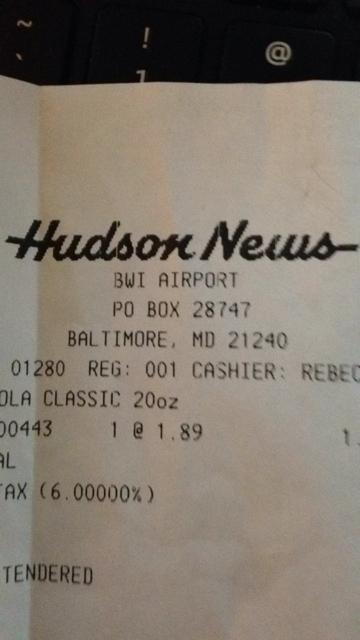 ~ ! @
` 1
Hudson News
BWI AIRPORT
PO BOX 28747
BALTIMORE, MD 21240
01280 REG: 001 CASHIER: REBEC
OLA CLASSIC 20oz
00443 1 @ 1.89 1.
AL
TAX (6.00000%)
TENDERED